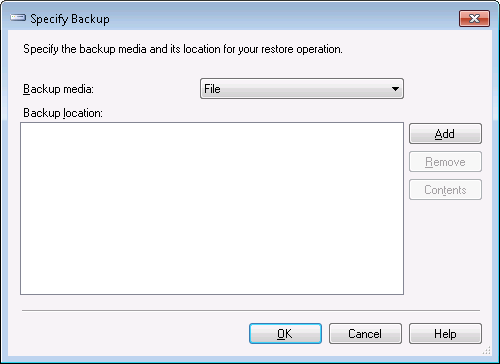 Specify Backup
Specify the backup media and its location for your restore operation.
Backup media: File
Backup location:
Add
Remove
Contents
OK Cancel Help